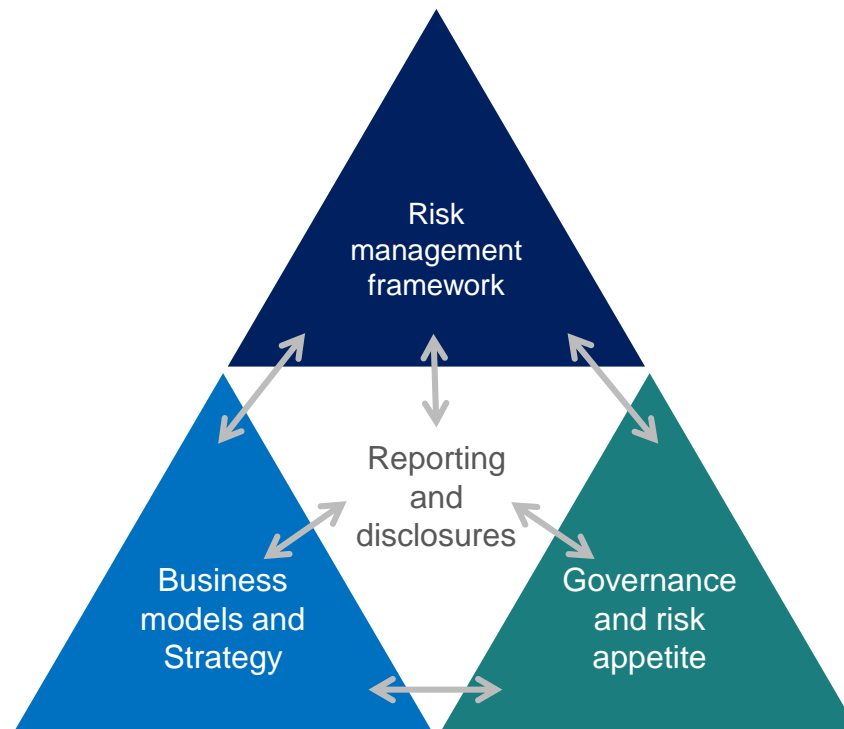 Risk
management
framework
Reporting
and
disclosures
Business
models and
Strategy
Governance
and risk
appetite